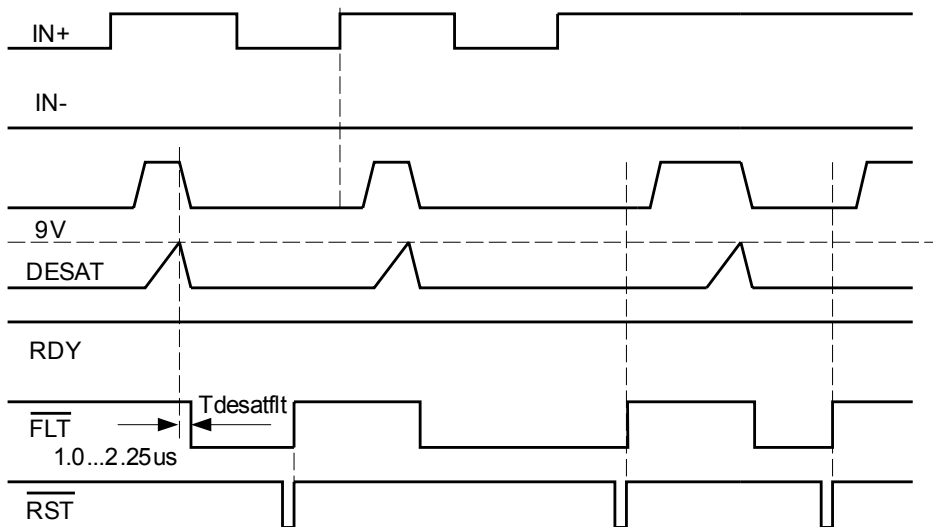 IN+
IN-
9V
DESAT
RDY
FLT
Tdesatflt
1.0...2.25us
RST